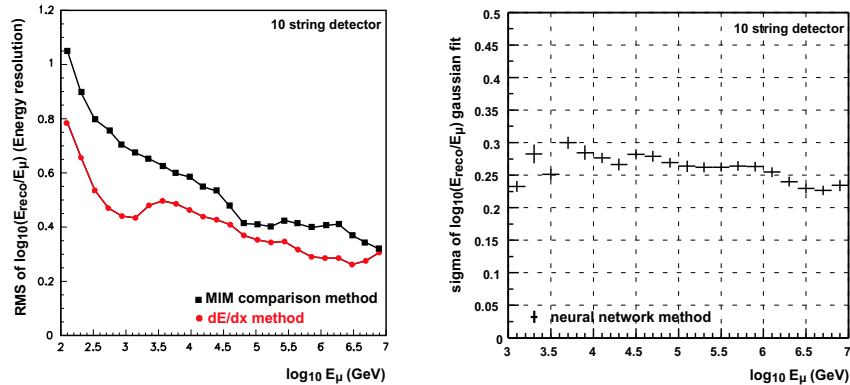 10 string detector
RMS of log10(Ereco/Eμ) (Energy resolution)
1.2
1
0.8
0.6
0.4
0.2
0
MIM comparison method
dE/dx method
2 2.5 3 3.5 4 4.5 5 5.5 6 6.5 7
log10 Eμ (GeV)
10 string detector
sigma of log10(Ereco/Eμ) gaussian fit
0.5
0.45
0.4
0.35
0.3
0.25
0.2
0.15
0.1
0.05
0
neural network method
3 3.5 4 4.5 5 5.5 6 6.5 7
log10 Eμ (GeV)